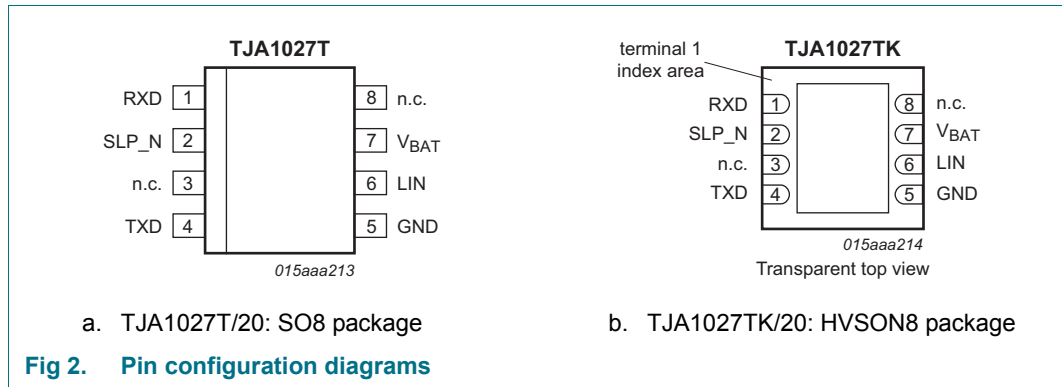 TJA1027T
RXD 1
8 n.c.
SLP_N 2
7 VBAT
n.c. 3
6 LIN
TXD 4
5 GND
015aaa213
a. TJA1027T/20: SO8 package
terminal 1
index area
TJA1027TK
RXD 1
8 n.c.
SLP_N 2
7 VBAT
n.c. 3
6 LIN
TXD 4
5 GND
015aaa214
Transparent top view
b. TJA1027TK/20: HVSON8 package
Fig 2. Pin configuration diagrams